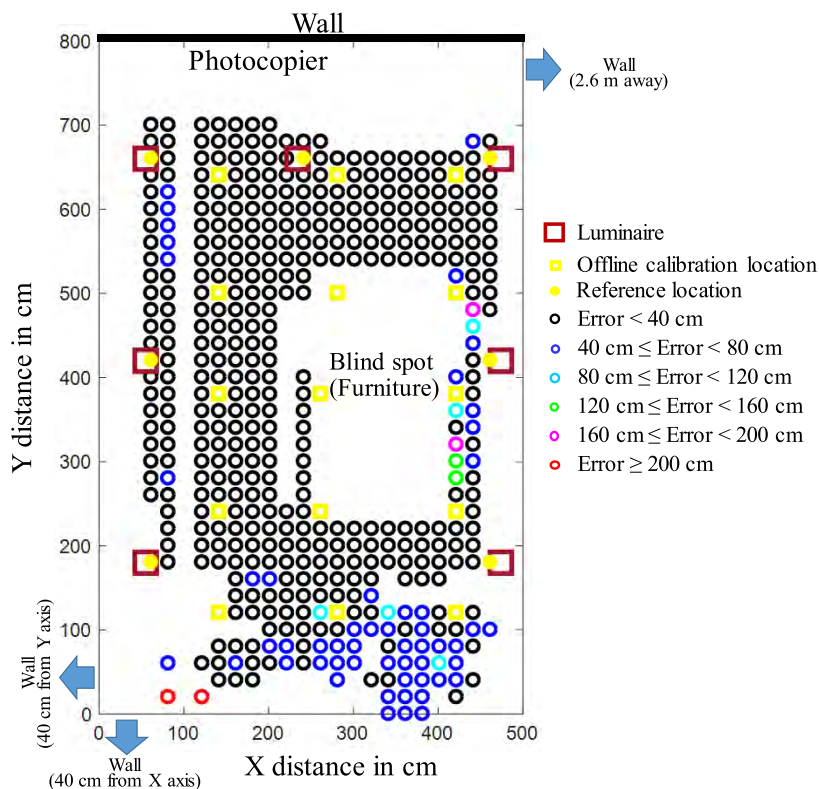 Wall
800
Photocopier
Wall
(2.6 m away)
700
600
500
400
300
200
100
0
Y distance in cm
Blind spot
(Furniture)
Luminaire
Offline calibration location
Reference location
Error < 40 cm
40 cm ≤ Error < 80 cm
80 cm ≤ Error < 120 cm
120 cm ≤ Error < 160 cm
160 cm ≤ Error < 200 cm
Error ≥ 200 cm
Wall
(40 cm from Y axis)
0
100
200
300
400
500
Wall
(40 cm from X axis)
X distance in cm